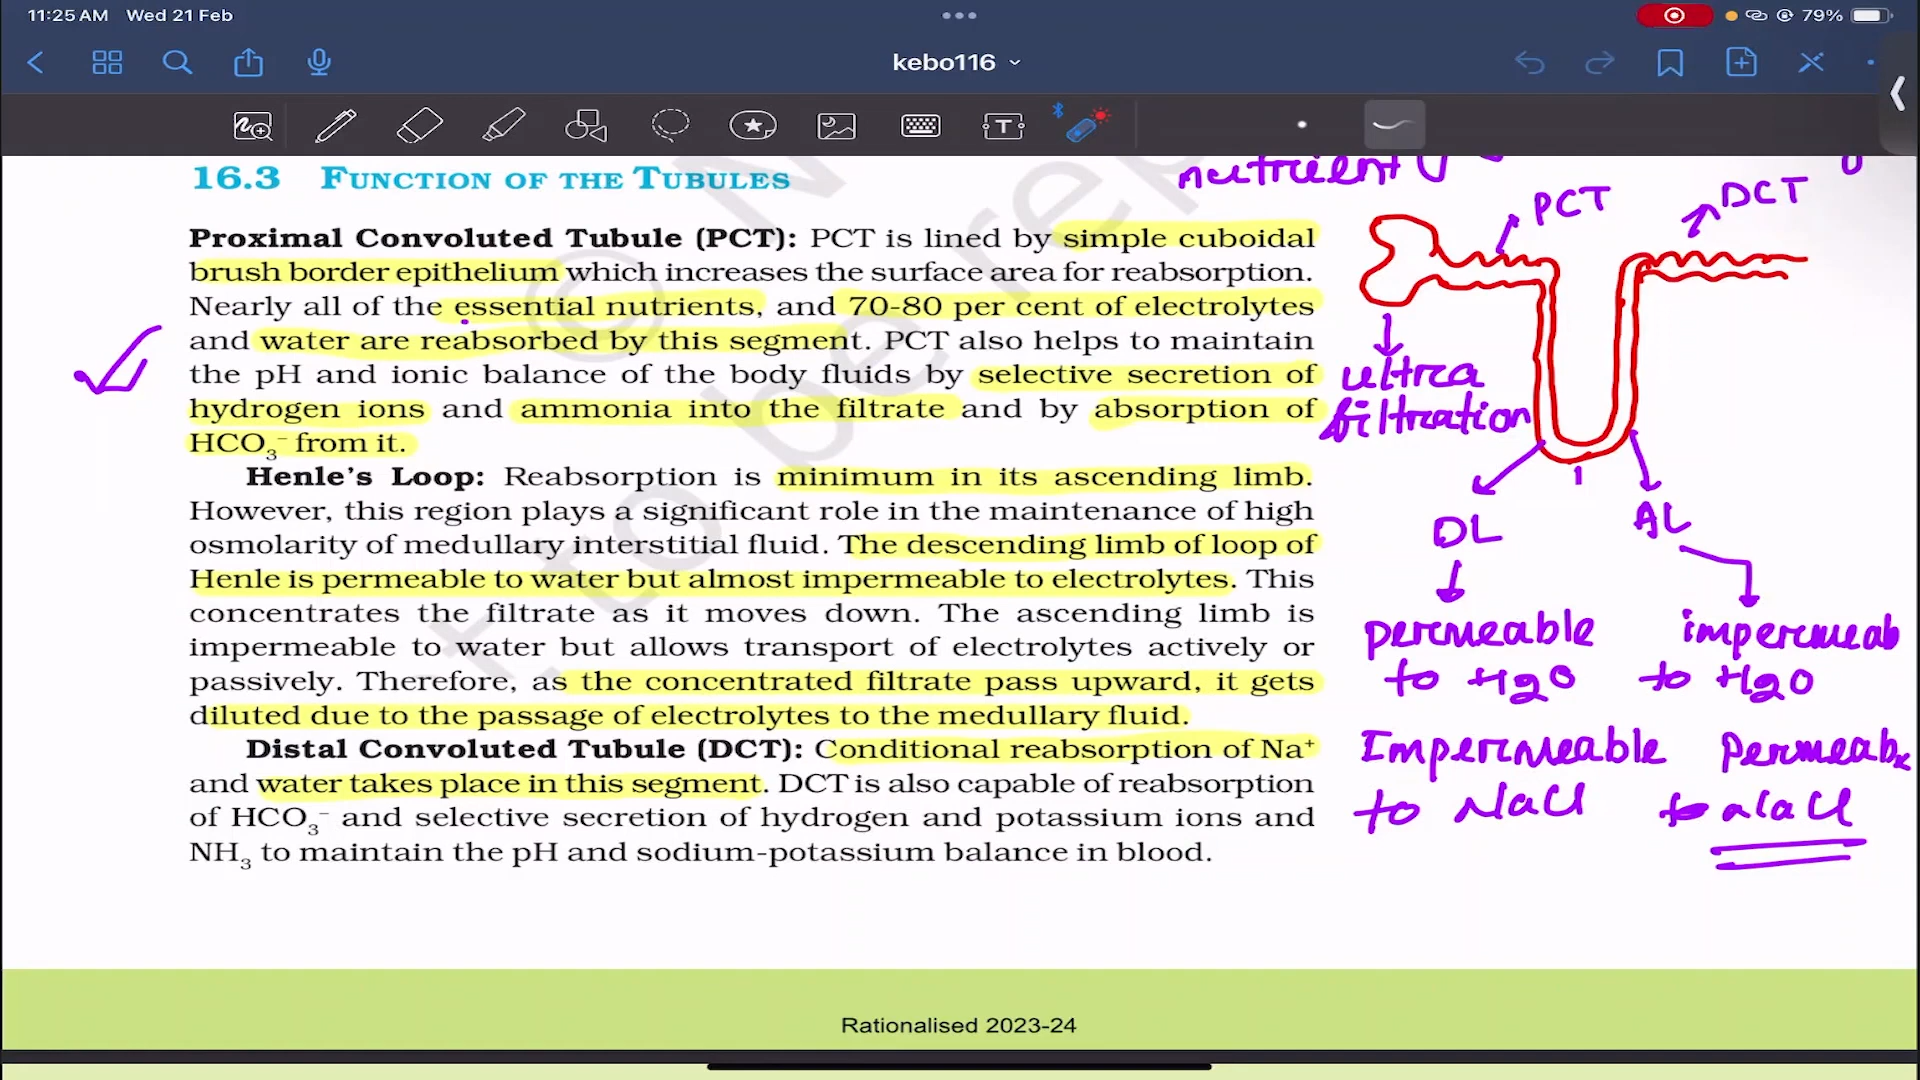 11:25 AM Wed 21 Feb
79%
kebo116
16.3 FUNCTION OF THE TUBULES
Proximal Convoluted Tubule (PCT): PCT is lined by simple cuboidal
brush border epithelium which increases the surface area for reabsorption.
Nearly all of the essential nutrients, and 70-80 per cent of electrolytes
and water are reabsorbed by this segment. PCT also helps to maintain
the pH and ionic balance of the body fluids by selective secretion of
hydrogen ions and ammonia into the filtrate and by absorption of
HCO₃⁻ from it.
Henle's Loop: Reabsorption is minimum in its ascending limb.
However, this region plays a significant role in the maintenance of high
osmolarity of medullary interstitial fluid. The descending limb of loop of
Henle is permeable to water but almost impermeable to electrolytes. This
concentrates the filtrate as it moves down. The ascending limb is
impermeable to water but allows transport of electrolytes actively or
passively. Therefore, as the concentrated filtrate pass upward, it gets
diluted due to the passage of electrolytes to the medullary fluid.
Distal Convoluted Tubule (DCT): Conditional reabsorption of Na⁺
and water takes place in this segment. DCT is also capable of reabsorption
of HCO₃⁻ and selective secretion of hydrogen and potassium ions and
NH₃ to maintain the pH and sodium-potassium balance in blood.
nutrient
PCT
DCT
ultra
filtration
DL
AL
permeable
to H2O
Impermeable
to NaCl
impermeab
to H2O
Permeable
to NaCl
Rationalised 2023-24